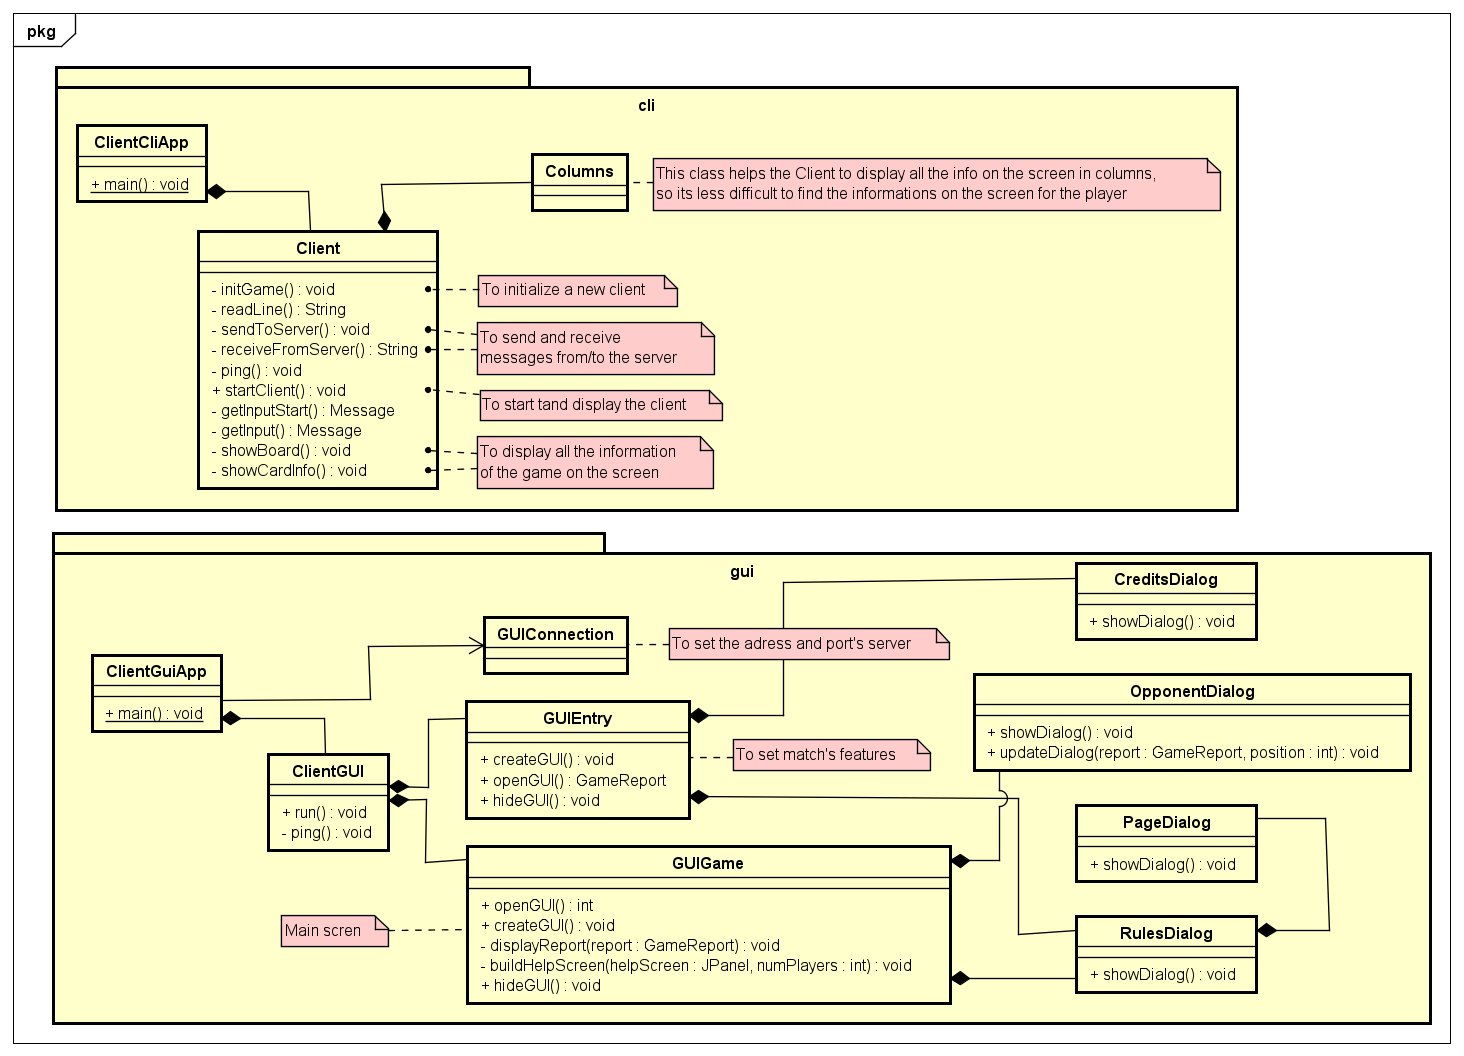 pkg
cli
ClientCliApp
+ main() : void
Columns
This class helps the Client to display all the info on the screen in columns,
so its less difficult to find the informations on the screen for the player
Client
- initGame() : void
- readLine() : String
- sendToServer() : void
- receiveFromServer() : String
- ping() : void
+ startClient() : void
- getInputStart() : Message
- getInput() : Message
- showBoard() : void
- showCardInfo() : void
To initialize a new client
To send and receive
messages from/to the server
To start tand display the client
To display all the information
of the game on the screen
gui
CreditsDialog
+ showDialog() : void
GUIConnection
To set the adress and port's server
ClientGuiApp
+ main() : void
OpponentDialog
+ showDialog() : void
+ updateDialog(report : GameReport, position : int) : void
GUIEntry
+ createGUI() : void
+ openGUI() : GameReport
+ hideGUI() : void
To set match's features
ClientGUI
+ run() : void
- ping() : void
PageDialog
+ showDialog() : void
GUIGame
+ openGUI() : int
+ createGUI() : void
- displayReport(report : GameReport) : void
- buildHelpScreen(helpScreen : JPanel, numPlayers : int) : void
+ hideGUI() : void
Main scren
RulesDialog
+ showDialog() : void